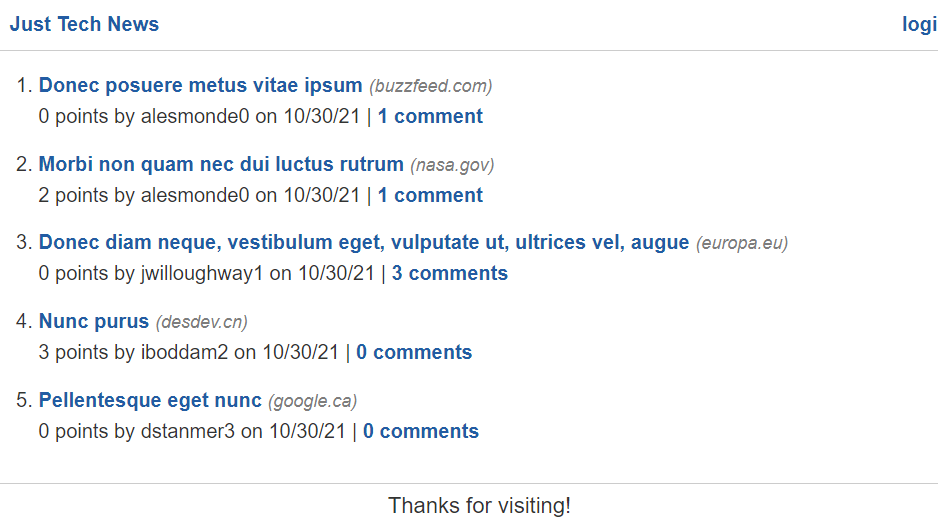 Just Tech News logi
1. Donec posuere metus vitae ipsum (buzzfeed.com)
0 points by alesmonde0 on 10/30/21 | 1 comment
2. Morbi non quam nec dui luctus rutrum (nasa.gov)
2 points by alesmonde0 on 10/30/21 | 1 comment
3. Donec diam neque, vestibulum eget, vulputate ut, ultrices vel, augue (europa.eu)
0 points by jwilloughway1 on 10/30/21 | 3 comments
4. Nunc purus (desdev.cn)
3 points by iboddam2 on 10/30/21 | 0 comments
5. Pellentesque eget nunc (google.ca)
0 points by dstanmer3 on 10/30/21 | 0 comments
Thanks for visiting!